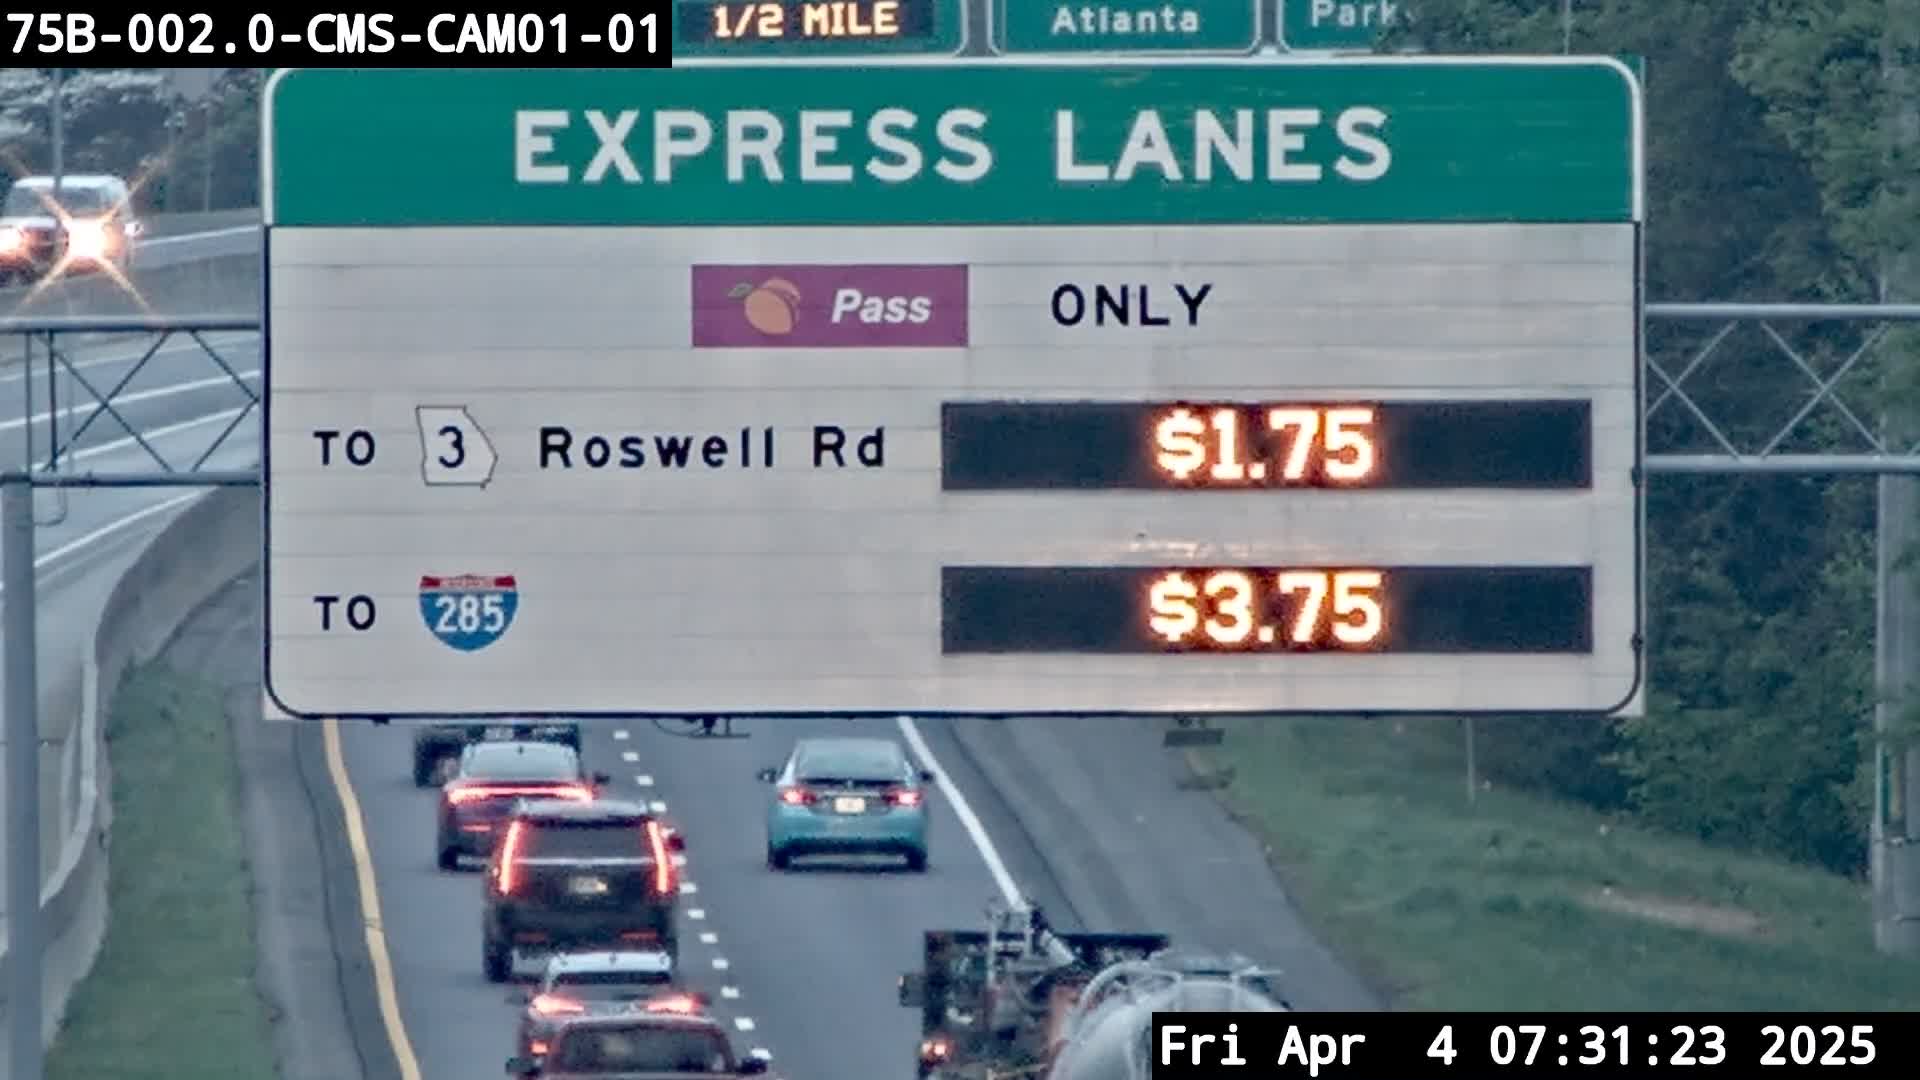 75B-002.0-CMS-CAM01-01
1/2 MILE
Atlanta
Park
EXPRESS LANES
Pass ONLY
TO 3 Roswell Rd $1.75
TO 285 $3.75
Fri Apr 4 07:31:23 2025